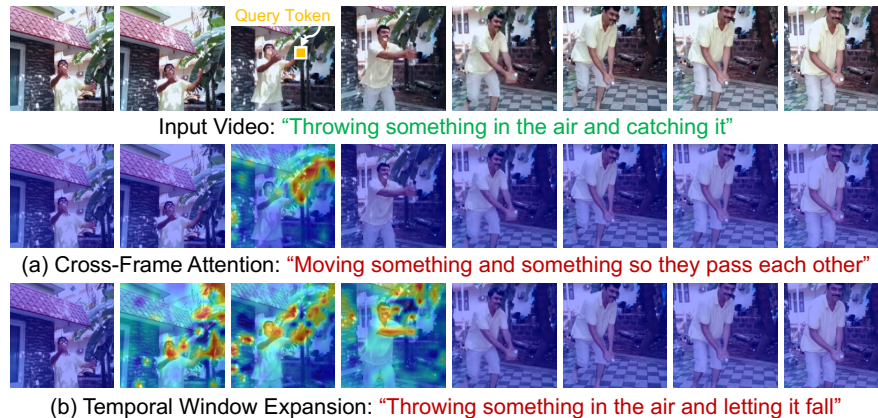 Query Token
Input Video: “Throwing something in the air and catching it”
(a) Cross-Frame Attention: “Moving something and something so they pass each other”
(b) Temporal Window Expansion: “Throwing something in the air and letting it fall”